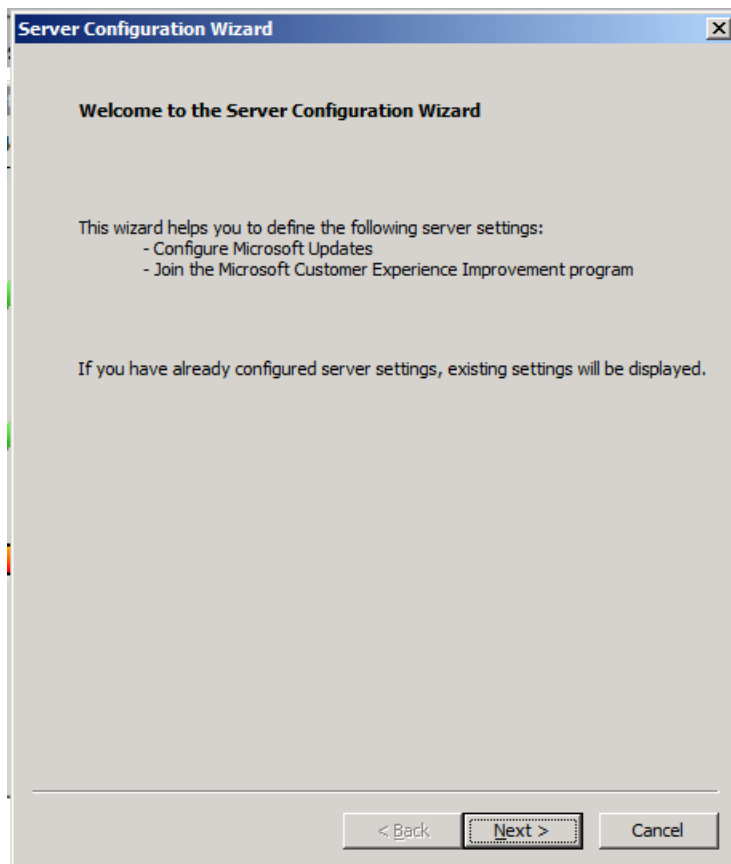 Server Configuration Wizard
Welcome to the Server Configuration Wizard
This wizard helps you to define the following server settings:
- Configure Microsoft Updates
- Join the Microsoft Customer Experience Improvement program
If you have already configured server settings, existing settings will be displayed.
< Back Next > Cancel